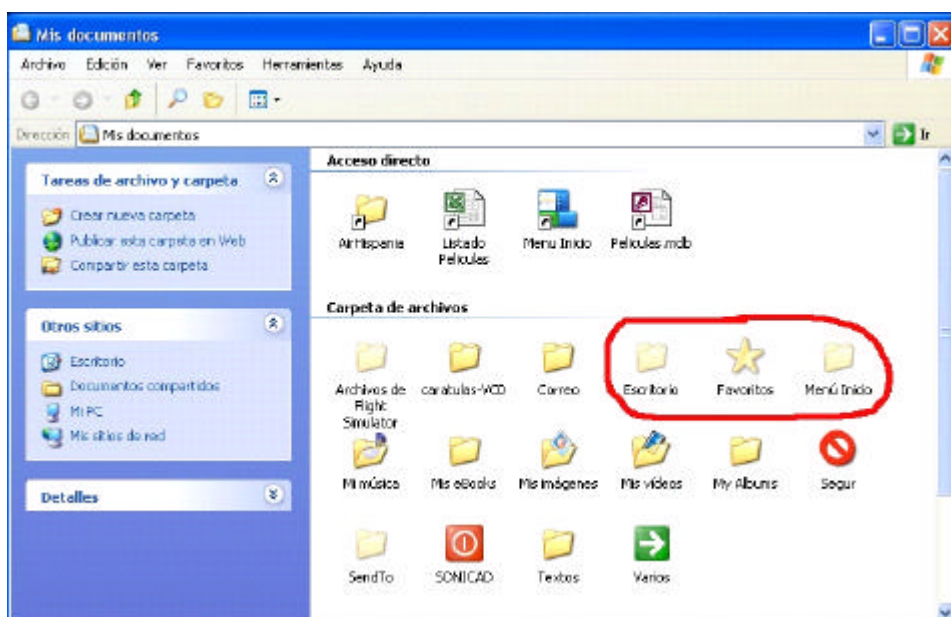 Mis documentos
Archivo Edición Ver Favoritos Herramientas Ayuda
Dirección Mis documentos Ir
Tareas de archivo y carpeta
Crear nueva carpeta
Publicar esta carpeta en Web
Compartir esta carpeta
Otros sitios
Escritorio
Documentos compartidos
Mi PC
Mis sitios de red
Detalles
Acceso directo
AirHispania Listado Menu Inicio Peliculas.mdb
Peliculas
Carpeta de archivos
Archivos de caratulas-VCD Correo Escritorio Favoritos Menú Inicio
Flight
Simulator
Mi música Mis eBooks Mis imágenes Mis vídeos My Albums Segur
SendTo SONICAD Textos Varios